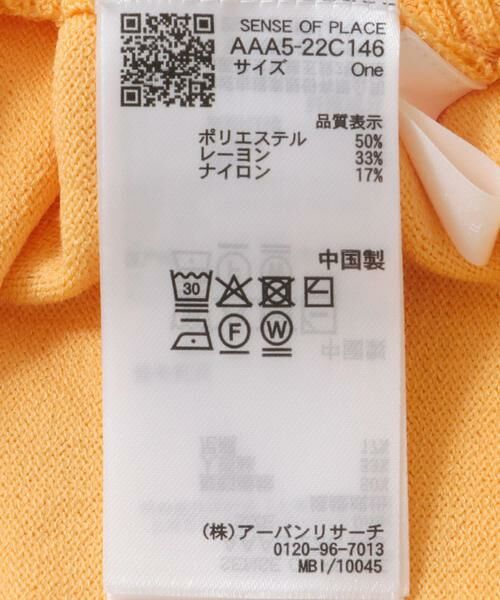 SENSE OF PLACE
AAA5-22C146
サイズ One
品質表示
ポリエステル 50%
レーヨン 33%
ナイロン 17%
中国製
30
F W
(株)アーバンリサーチ
0120-96-7013
MBI/10045